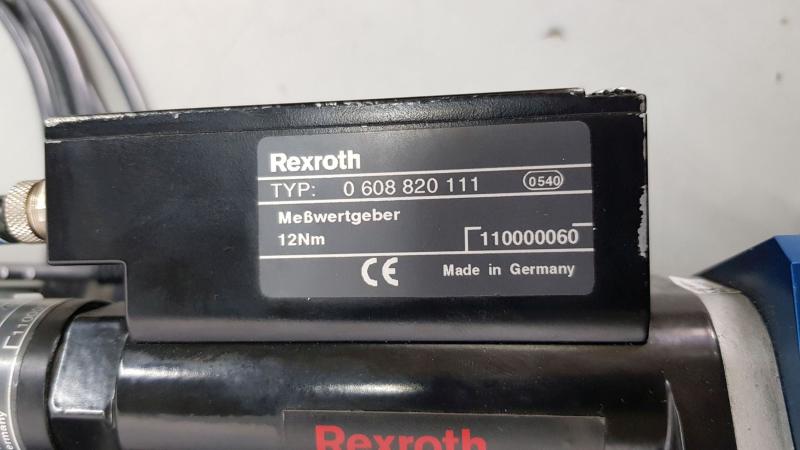 Rexroth
TYP: 0 608 820 111 0540
Meßwertgeber
12Nm 110000060
CE Made in Germany
Rexroth